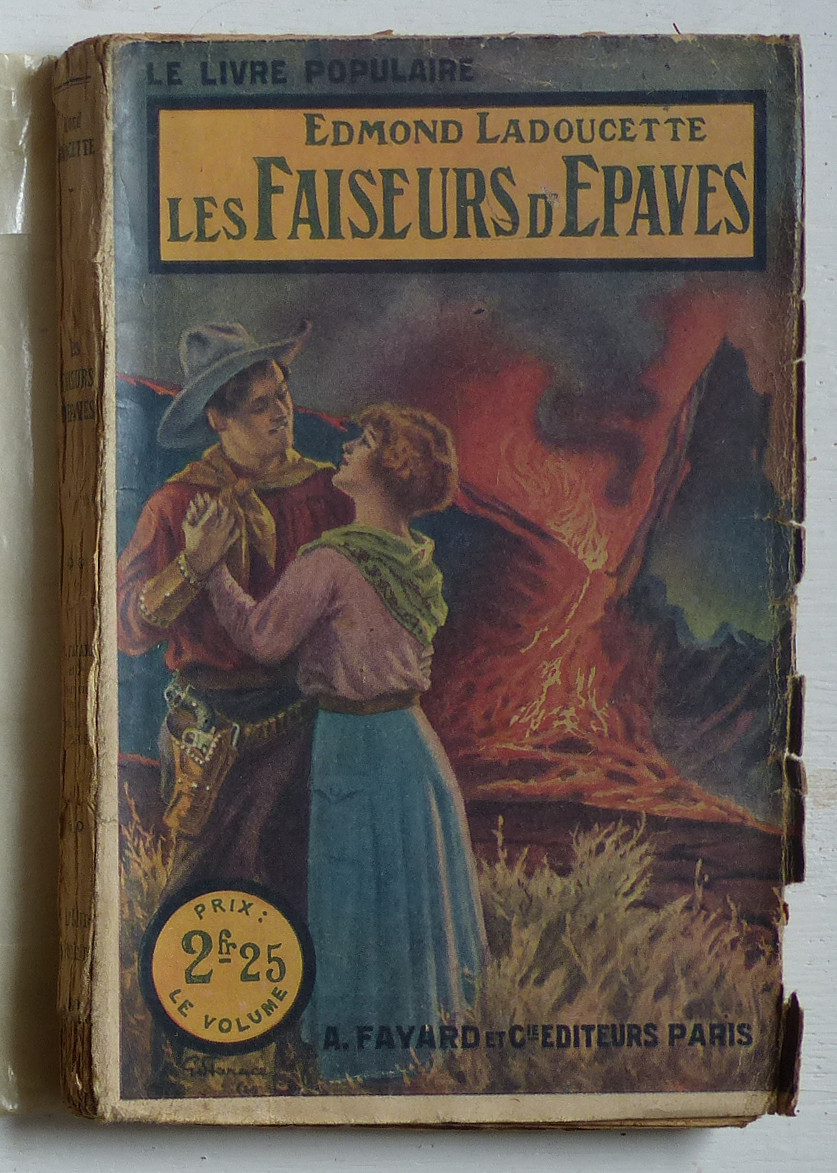 LE LIVRE POPULAIRE
EDMOND LADOUCETTE
LES FAISEURS D'EPAVES
PRIX:
2fr25
LE VOLUME
A. FAYARD ET CIE EDITEURS PARIS